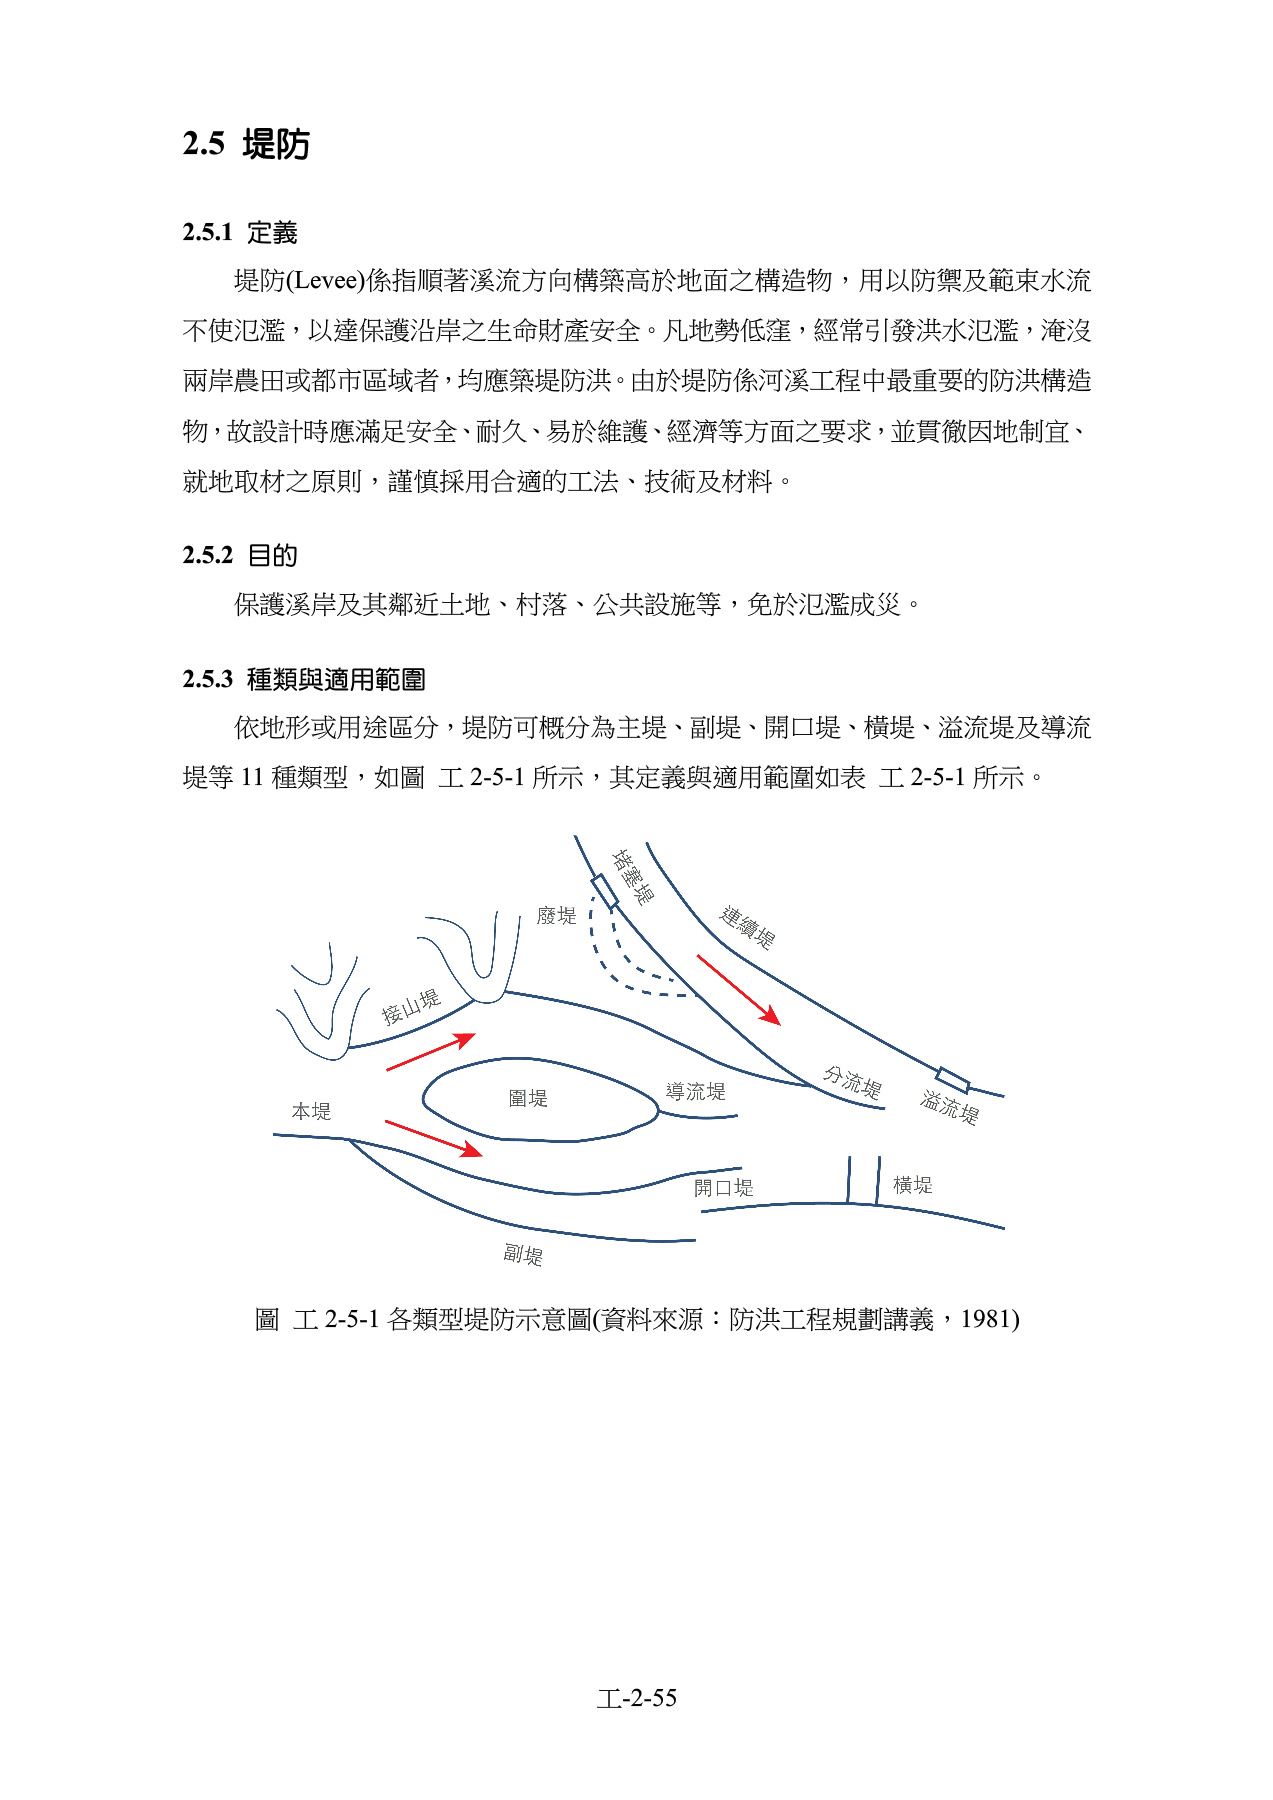 2.5 堤防
2.5.1 定義
堤防(Levee)係指順著溪流方向構築高於地面之構造物，用以防禦及範束水流
不使氾濫，以達保護沿岸之生命財產安全。凡地勢低窪，經常引發洪水氾濫，淹沒
兩岸農田或都市區域者，均應築堤防洪。由於堤防係河溪工程中最重要的防洪構造
物，故設計時應滿足安全、耐久、易於維護、經濟等方面之要求，並貫徹因地制宜、
就地取材之原則，謹慎採用合適的工法、技術及材料。
2.5.2 目的
保護溪岸及其鄰近土地、村落、公共設施等，免於氾濫成災。
2.5.3 種類與適用範圍
依地形或用途區分，堤防可概分為主堤、副堤、開口堤、橫堤、溢流堤及導流
堤等 11 種類型，如圖 工 2-5-1 所示，其定義與適用範圍如表 工 2-5-1 所示。
堵塞堤
廢堤
連續堤
接山堤
分流堤
導流堤
圍堤
溢流堤
本堤
開口堤
橫堤
副堤
圖 工 2-5-1 各類型堤防示意圖(資料來源：防洪工程規劃講義，1981)
工-2-55